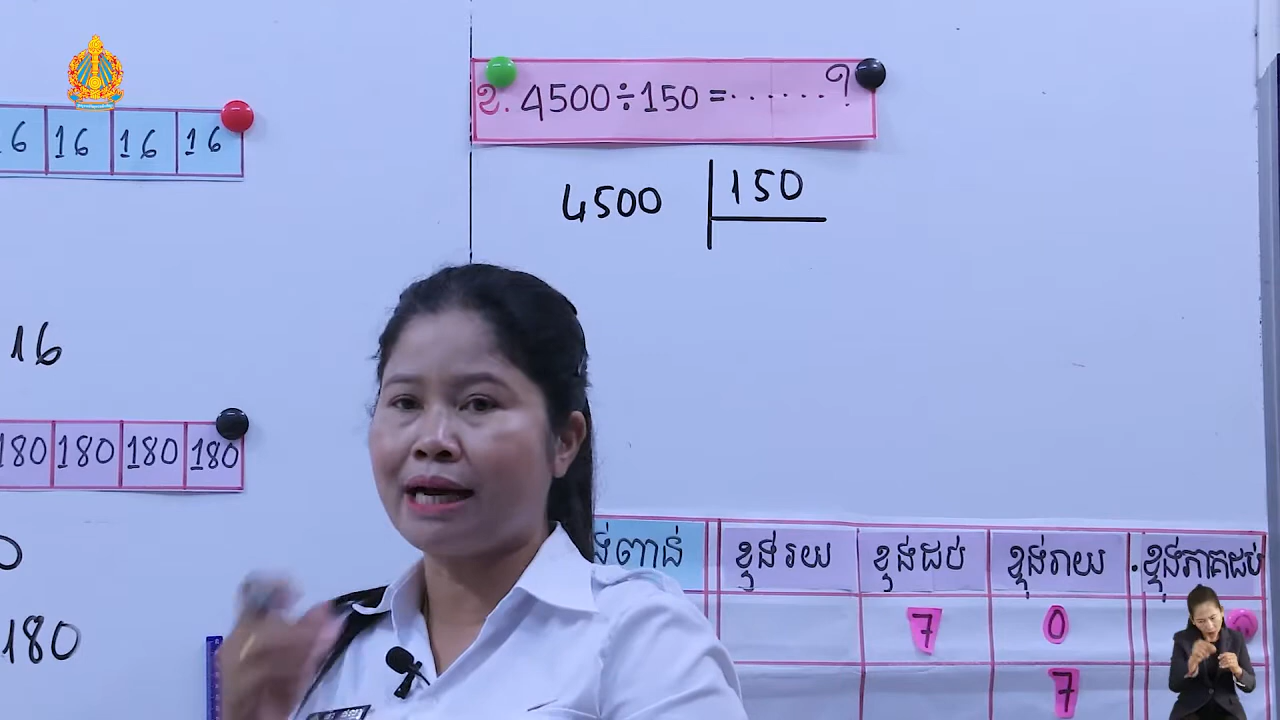 16 16 16
ខ. 4500÷150 =.......?
4500 150
16
180 180 180 180
180
ខ្ទង់រយ ខ្ទង់ដប់ ខ្ទង់រាយ . ខ្ទង់ភាគដប់
7 0
7